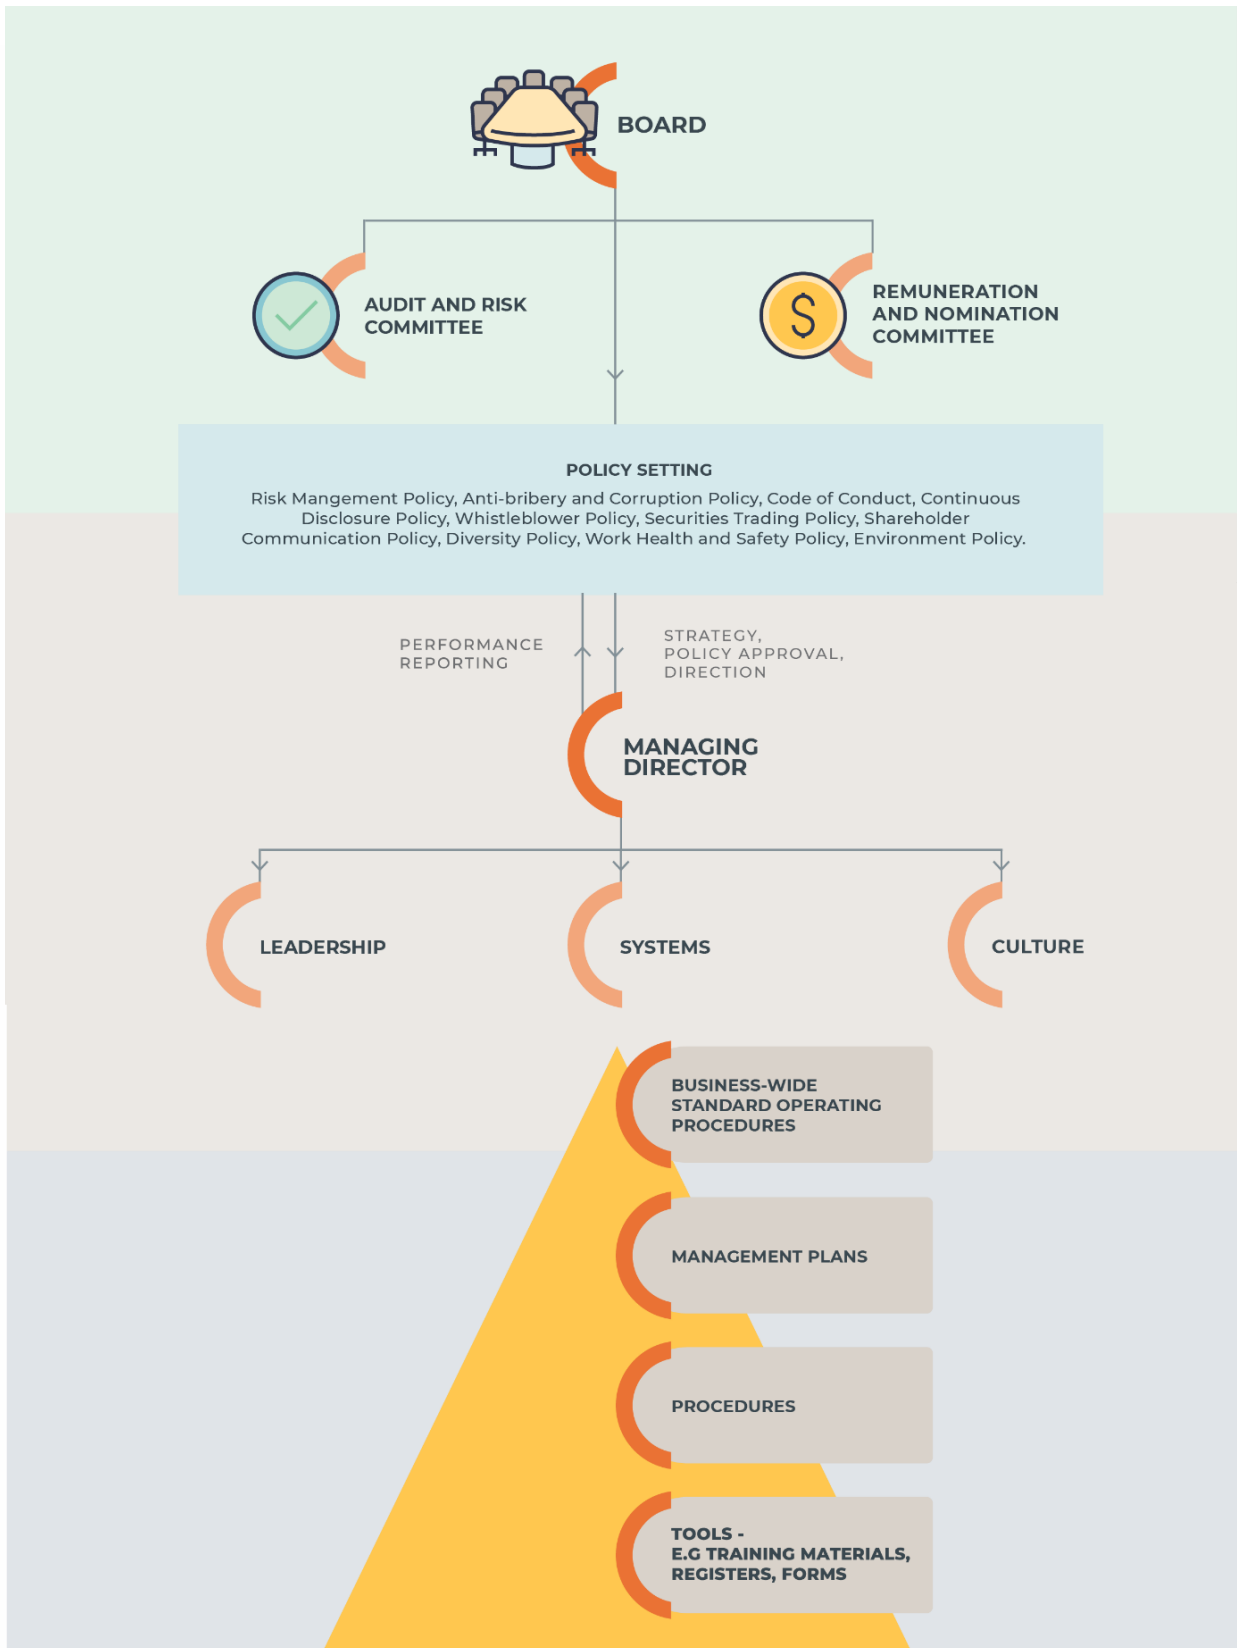 BOARD
AUDIT AND RISK
COMMITTEE
REMUNERATION
AND NOMINATION
COMMITTEE
POLICY SETTING
Risk Mangement Policy, Anti-bribery and Corruption Policy, Code of Conduct, Continuous
Disclosure Policy, Whistleblower Policy, Securities Trading Policy, Shareholder
Communication Policy, Diversity Policy, Work Health and Safety Policy, Environment Policy.
PERFORMANCE
REPORTING
STRATEGY,
POLICY APPROVAL,
DIRECTION
MANAGING
DIRECTOR
LEADERSHIP
SYSTEMS
CULTURE
BUSINESS-WIDE
STANDARD OPERATING
PROCEDURES
MANAGEMENT PLANS
PROCEDURES
TOOLS -
E.G TRAINING MATERIALS,
REGISTERS, FORMS